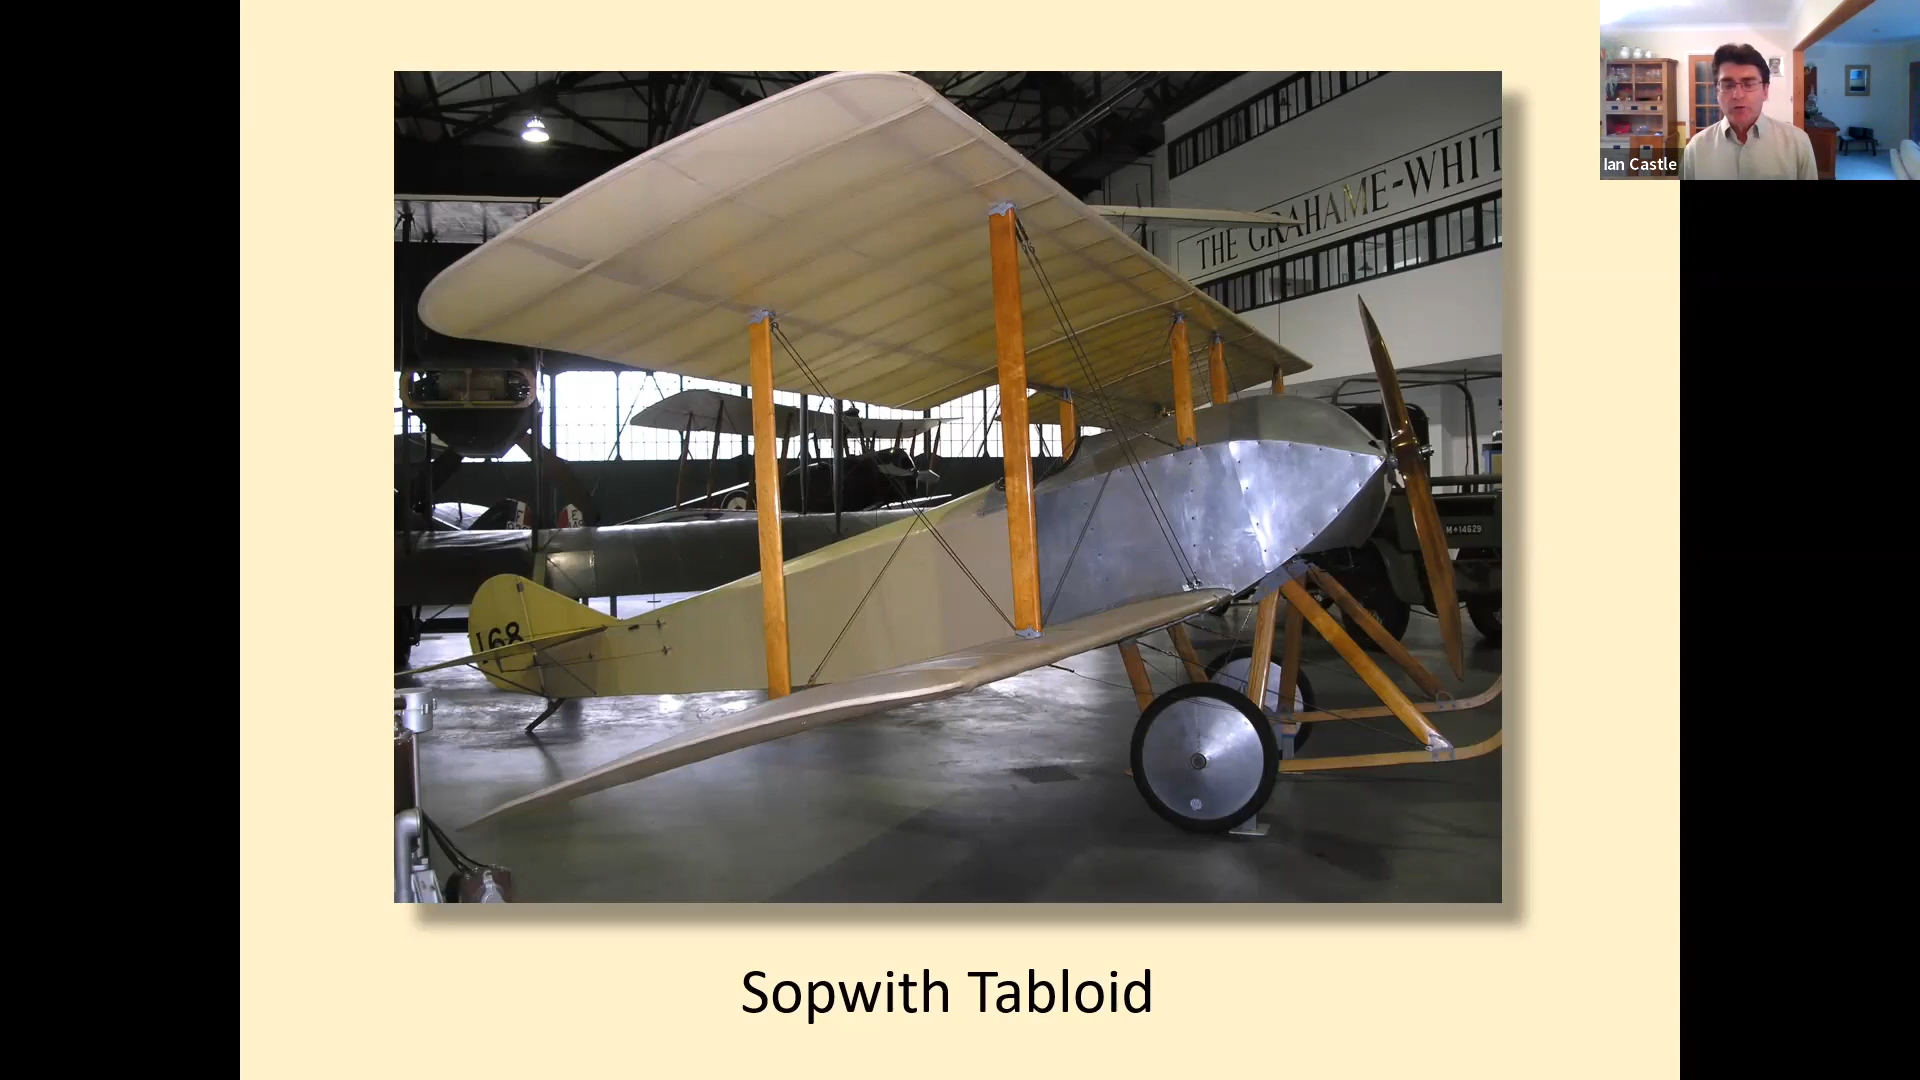 Ian Castle
THE GRAHAME-WHIT
M↑14629
168
Sopwith Tabloid